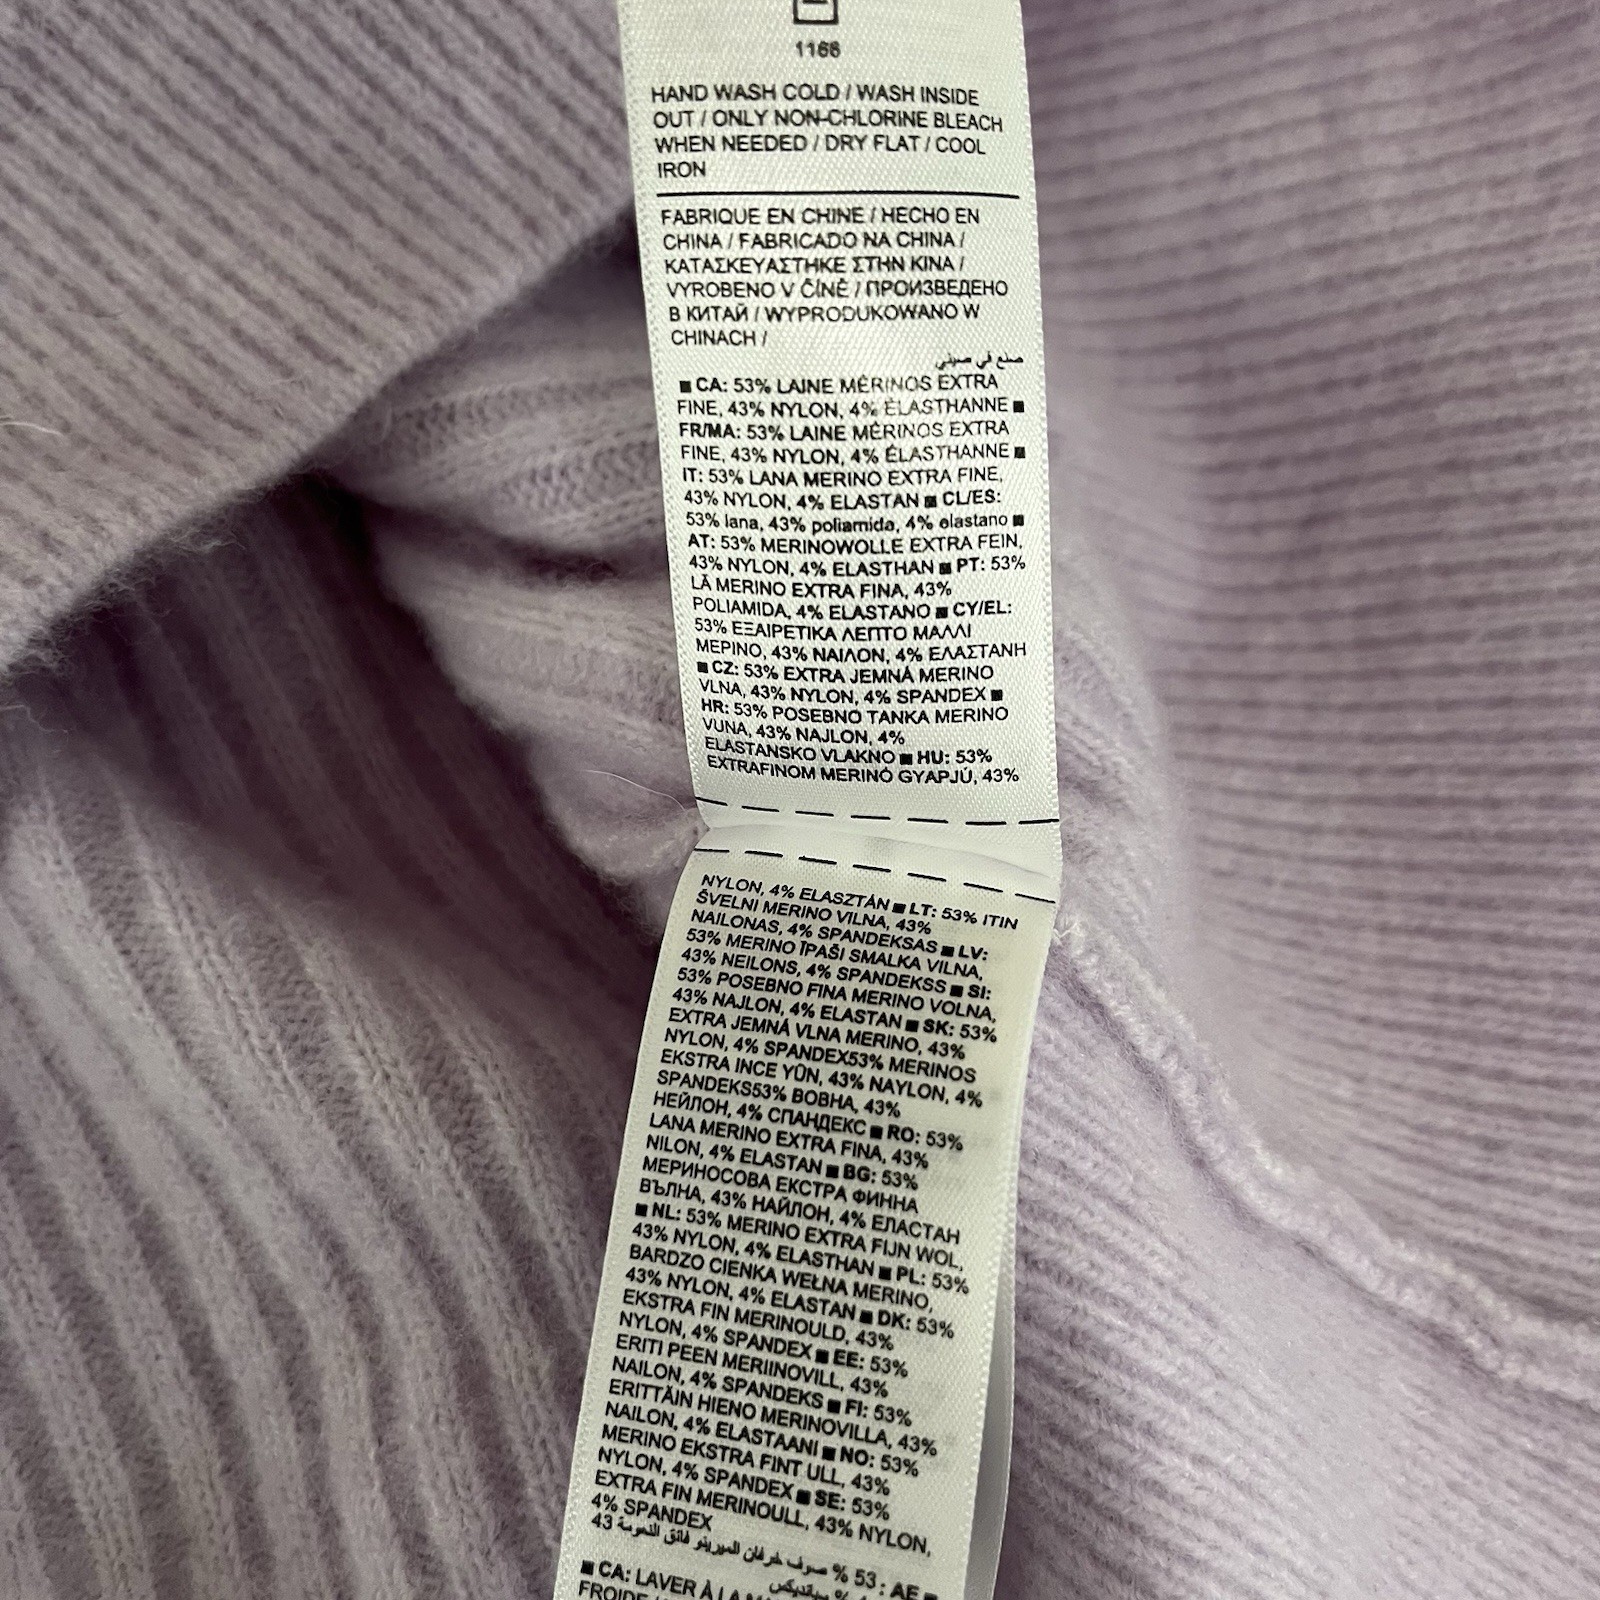 1166
HAND WASH COLD / WASH INSIDE
OUT / ONLY NON-CHLORINE BLEACH
WHEN NEEDED / DRY FLAT / COOL
IRON
FABRIQUE EN CHINE / HECHO EN
CHINA / FABRICADO NA CHINA /
ΚΑΤΑΣΚΕΥΑΣΤΗΚΕ ΣΤΗΝ ΚΙΝΑ /
VYROBENO V ČÍNĚ / ПРОИЗВЕДЕНО
В КИТАЙ / WYPRODUKOWANO W
CHINACH /
صنع في صيني
■ CA: 53% LAINE MÉRINOS EXTRA
FINE, 43% NYLON, 4% ÉLASTHANNE ■
FR/MA: 53% LAINE MÉRINOS EXTRA
FINE, 43% NYLON, 4% ÉLASTHANNE ■
IT: 53% LANA MERINO EXTRA FINE,
43% NYLON, 4% ELASTAN ■ CL/ES:
53% lana, 43% poliamida, 4% elastano ■
AT: 53% MERINOWOLLE EXTRA FEIN,
43% NYLON, 4% ELASTHAN ■ PT: 53%
LÃ MERINO EXTRA FINA, 43%
POLIAMIDA, 4% ELASTANO ■ CY/EL:
53% ΕΞΑΙΡΕΤΙΚΑ ΛΕΠΤΟ ΜΑΛΛΙ
ΜΕΡΙΝΟ, 43% ΝΑΙΛΟΝ, 4% ΕΛΑΣΤΑΝΗ
■ CZ: 53% EXTRA JEMNÁ MERINO
VLNA, 43% NYLON, 4% SPANDEX ■
HR: 53% POSEBNO TANKA MERINO
VUNA, 43% NAJLON, 4%
ELASTANSKO VLAKNO ■ HU: 53%
EXTRAFINOM MERINÓ GYAPJÚ, 43%
NYLON, 4% ELASZTÁN ■ LT: 53% ITIN
ŠVELNI MERINO VILNA, 43%
NAILONAS, 4% SPANDEKSAS ■ LV:
53% MERINO ĪPAŠI SMALKA VILNA,
43% NEILONS, 4% SPANDEKSS ■ SI:
53% POSEBNO FINA MERINO VOLNA,
43% NAJLON, 4% ELASTAN ■ SK: 53%
EXTRA JEMNÁ VLNA MERINO, 43%
NYLON, 4% SPANDEX53% MERINOS
EKSTRA INCE YÜN, 43% NAYLON, 4%
SPANDEKS53% ВОВНА, 43%
НЕЙЛОН, 4% СПАНДЕКС ■ RO: 53%
LANA MERINO EXTRA FINA, 43%
NILON, 4% ELASTAN ■ BG: 53%
МЕРИНОСОВА ЕКСТРА ФИННА
ВЪЛНА, 43% НАЙЛОН, 4% ЕЛАСТАН
■ NL: 53% MERINO EXTRA FIJN WOL,
43% NYLON, 4% ELASTHAN ■ PL: 53%
BARDZO CIENKA WEŁNA MERINO,
43% NYLON, 4% ELASTAN ■ DK: 53%
EKSTRA FIN MERINOULD, 43%
NYLON, 4% SPANDEX ■ EE: 53%
ERITI PEEN MERIINOVILL, 43%
NAILON, 4% SPANDEKS ■ FI: 53%
ERITTÄIN HIENO MERINOVILLA, 43%
NAILON, 4% ELASTAANI ■ NO: 53%
MERINO EKSTRA FINT ULL, 43%
NYLON, 4% SPANDEX ■ SE: 53%
EXTRA FIN MERINOULL, 43% NYLON,
4% SPANDEX
■ AE : 53 % صوف خرفان الميرينو فائق النعومة 43
% سباندكس
■ CA: LAVER À LA
FROIDE